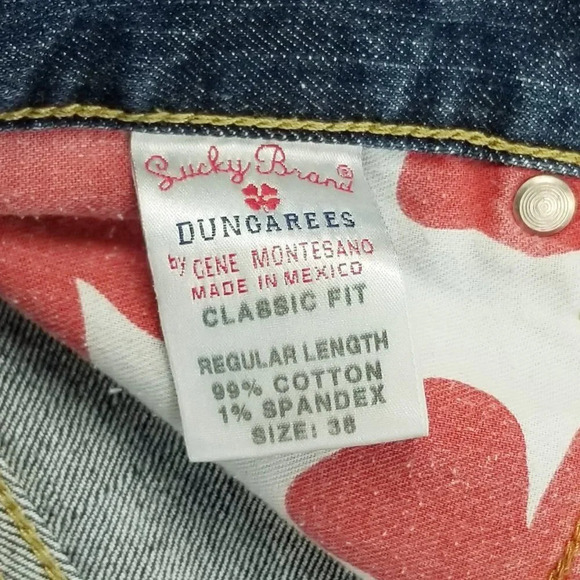 Lucky Brand®
DUNGAREES
by GENE MONTESANO
MADE IN MEXICO
CLASSIC FIT
REGULAR LENGTH
99% COTTON
1% SPANDEX
SIZE: 38